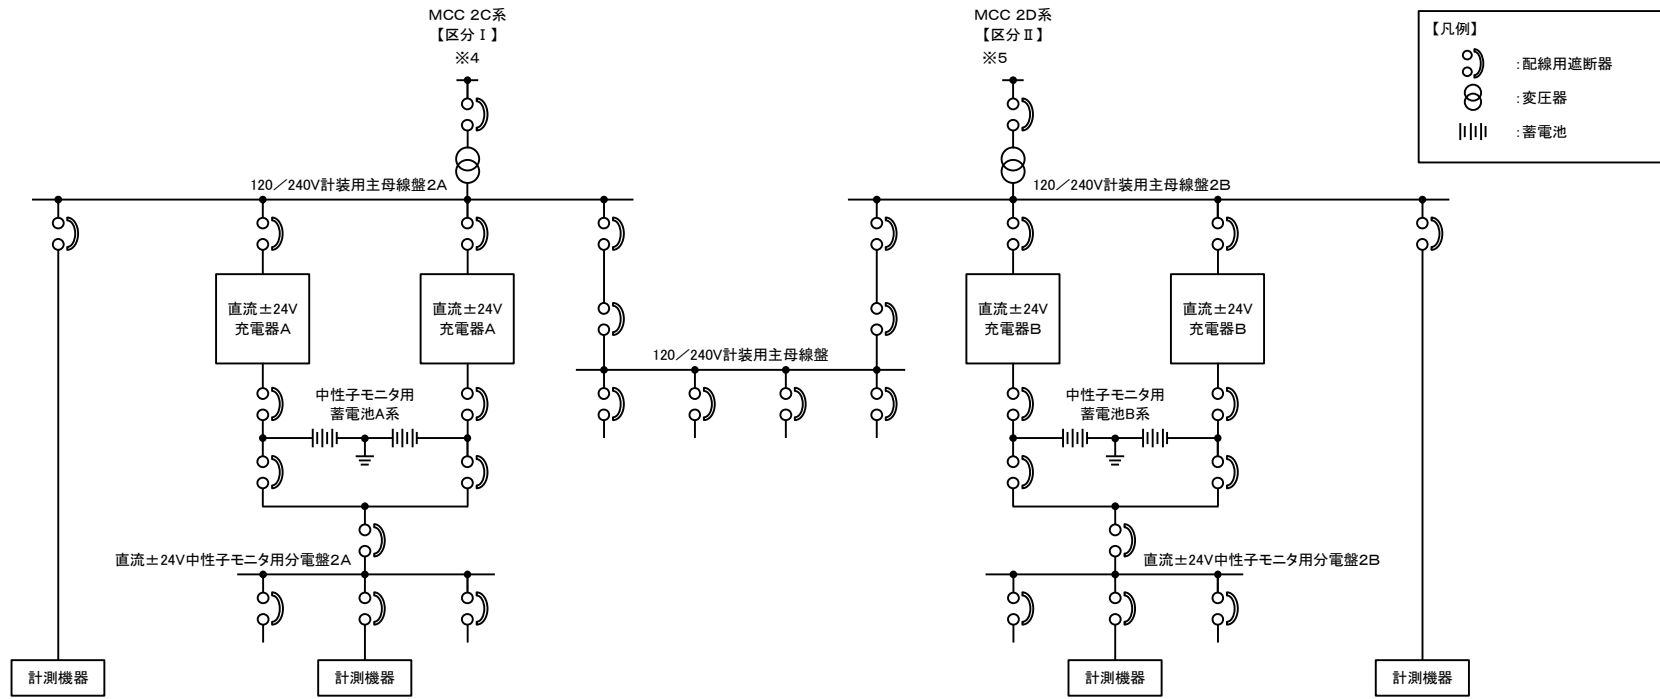 MCC 2C系
【区分Ⅰ】
※4
MCC 2D系
【区分Ⅱ】
※5
【凡例】
:配線用遮断器
:変圧器
:蓄電池
120／240V計装用主母線盤2A
120／240V計装用主母線盤2B
直流±24V
充電器A
直流±24V
充電器A
直流±24V
充電器B
直流±24V
充電器B
120／240V計装用主母線盤
中性子モニタ用
蓄電池A系
中性子モニタ用
蓄電池B系
直流±24V中性子モニタ用分電盤2A
直流±24V中性子モニタ用分電盤2B
計測機器
計測機器
計測機器
計測機器